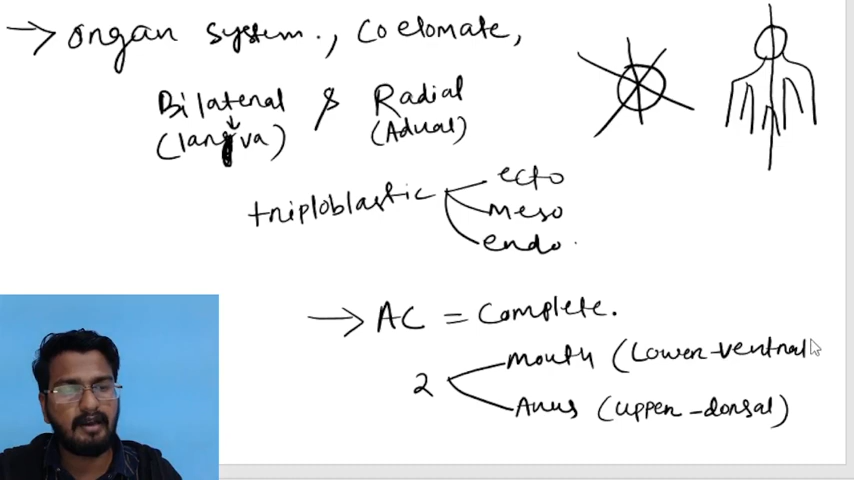 → organ system., Coelomate,
Bilateral & Radial
(larva) (Adual)
triploblastic
ecto
meso
endo.
→ AC = Complete.
2
Mouth (Lower-ventral
Anus (upper-dorsal)